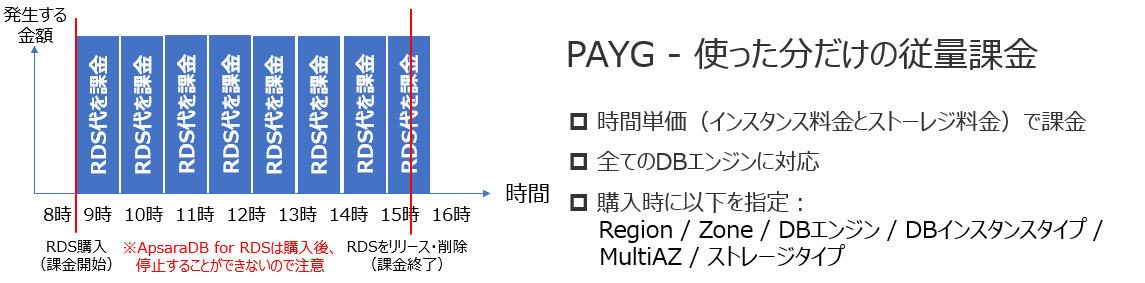 発生する
金額
RDS代を課金
RDS代を課金
RDS代を課金
RDS代を課金
RDS代を課金
RDS代を課金
RDS代を課金
RDS代を課金
時間
8時 9時 10時 11時 12時 13時 14時 15時 16時
RDS購入
（課金開始）
※ApsaraDB for RDSは購入後、
停止することができないので注意
RDSをリリース・削除
（課金終了）
PAYG - 使った分だけの従量課金
時間単価（インスタンス料金とストーレジ料金）で課金
全てのDBエンジンに対応
購入時に以下を指定：
Region / Zone / DBエンジン / DBインスタンスタイプ /
MultiAZ / ストレージタイプ